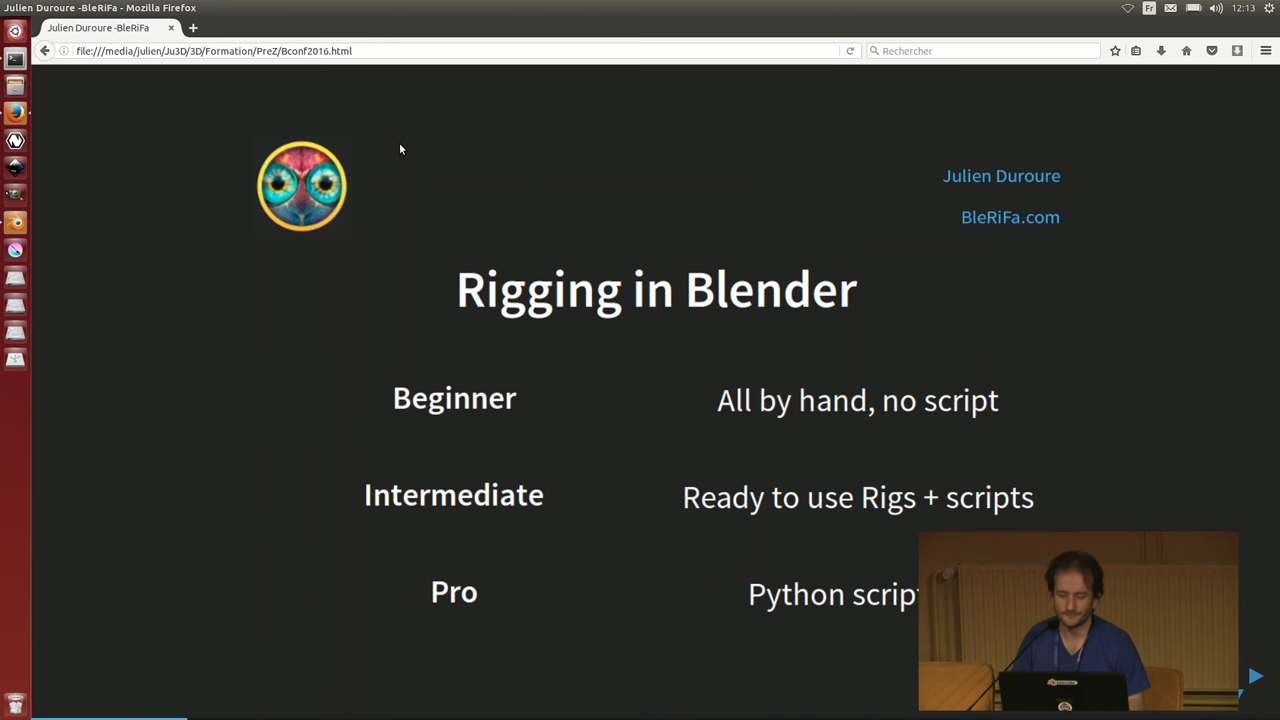 Julien Duroure -BleRiFa - Mozilla Firefox
Fr
12:13
Julien Duroure -BleRiFa
file:///media/julien/Ju3D/3D/Formation/PreZ/Bconf2016.html
Rechercher
Julien Duroure
BleRiFa.com
Rigging in Blender
Beginner
All by hand, no script
Intermediate
Ready to use Rigs + scripts
Pro
Python